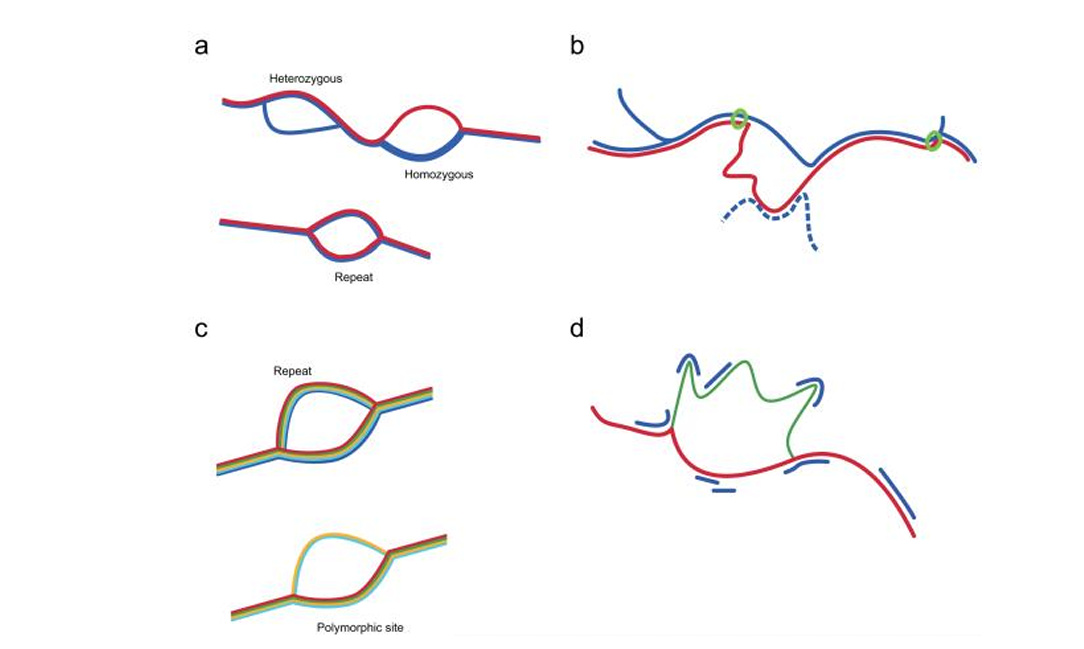 a
b
Heterozygous
Homozygous
Repeat
c
d
Repeat
Polymorphic site